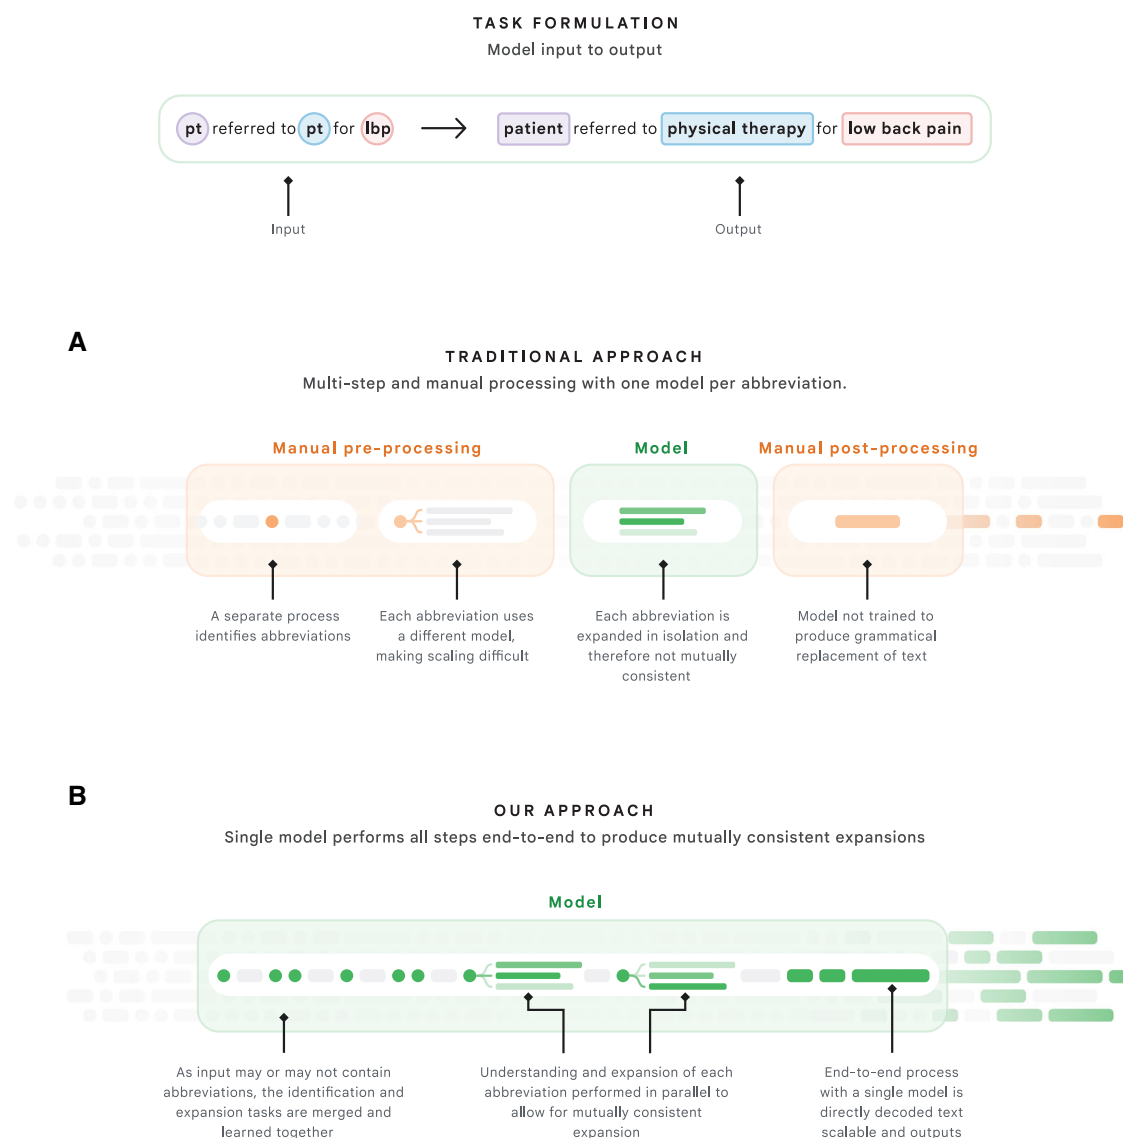 TASK FORMULATION
Model input to output
pt referred to pt for lbp → patient referred to physical therapy for low back pain
Input
Output
A
TRADITIONAL APPROACH
Multi-step and manual processing with one model per abbreviation.
Manual pre-processing
Model
Manual post-processing
A separate process
identifies abbreviations
Each abbreviation uses
a different model,
making scaling difficult
Each abbreviation is
expanded in isolation and
therefore not mutually
consistent
Model not trained to
produce grammatical
replacement of text
B
OUR APPROACH
Single model performs all steps end-to-end to produce mutually consistent expansions
Model
As input may or may not contain
abbreviations, the identification and
expansion tasks are merged and
learned together
Understanding and expansion of each
abbreviation performed in parallel to
allow for mutually consistent
expansion
End-to-end process
with a single model is
directly decoded text
scalable and outputs